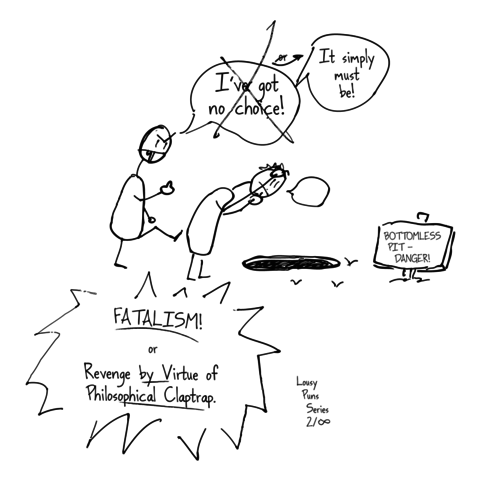 or
I've got
no choice!
It simply
must
be!
BOTTOMLESS
PIT -
DANGER!
FATALISM!
or
Revenge by Virtue of
Philosophical Claptrap.
Lousy
Puns
Series
2/∞